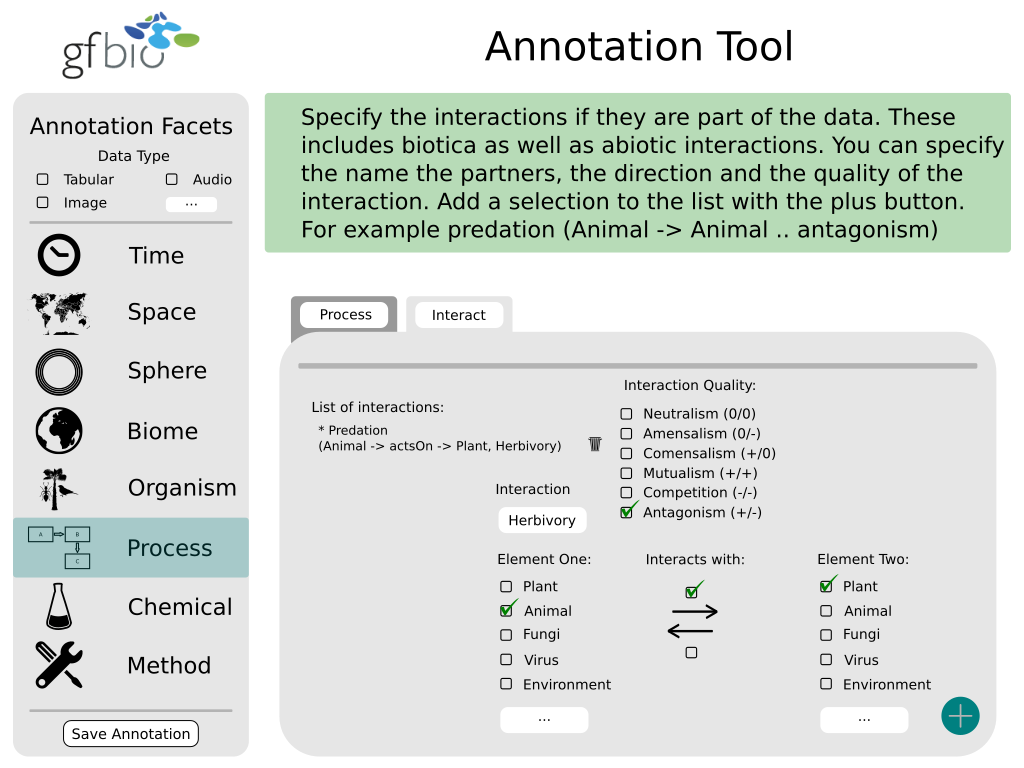 gfbio
Annotation Tool
Annotation Facets
Data Type
Tabular
Audio
Image
...
Time
Space
Sphere
Biome
Organism
A
B
C
Process
Chemical
Method
Save Annotation
Specify the interactions if they are part of the data. These
includes biotica as well as abiotic interactions. You can specify
the name the partners, the direction and the quality of the
interaction. Add a selection to the list with the plus button.
For example predation (Animal -> Animal .. antagonism)
Process
Interact
List of interactions:
* Predation
(Animal -> actsOn -> Plant, Herbivory)
Interaction Quality:
Neutralism (0/0)
Amensalism (0/-)
Comensalism (+/0)
Mutualism (+/+)
Competition (-/-)
Antagonism (+/-)
Interaction
Herbivory
Element One:
Plant
Animal
Fungi
Virus
Environment
...
Interacts with:
Element Two:
Plant
Animal
Fungi
Virus
Environment
...